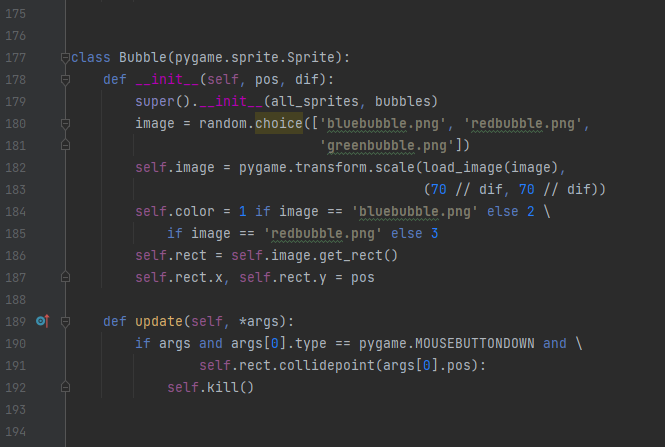 175
176
177 class Bubble(pygame.sprite.Sprite):
178     def __init__(self, pos, dif):
179         super().__init__(all_sprites, bubbles)
180         image = random.choice(['bluebubble.png', 'redbubble.png',
181                                'greenbubble.png'])
182         self.image = pygame.transform.scale(load_image(image),
183                                             (70 // dif, 70 // dif))
184         self.color = 1 if image == 'bluebubble.png' else 2 \
185             if image == 'redbubble.png' else 3
186         self.rect = self.image.get_rect()
187         self.rect.x, self.rect.y = pos
188
189     def update(self, *args):
190         if args and args[0].type == pygame.MOUSEBUTTONDOWN and \
191                 self.rect.collidepoint(args[0].pos):
192             self.kill()
193
194